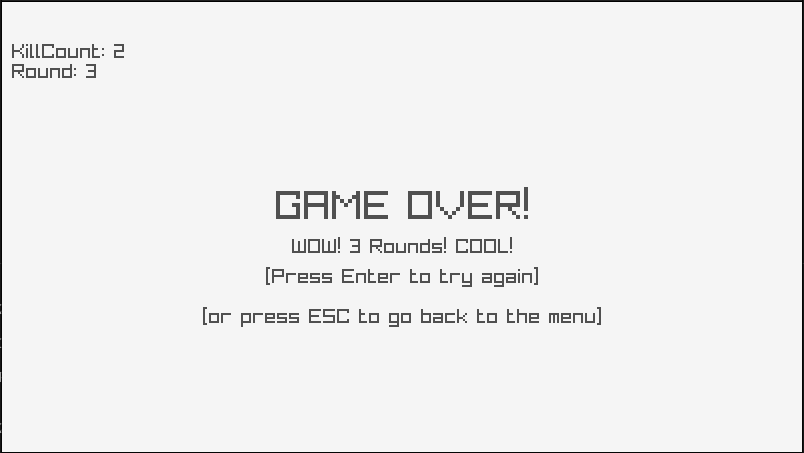 KillCount: 2
Round: 3
GAME OVER!
WOW! 3 Rounds! COOL!
[Press Enter to try again]
[or press ESC to go back to the menu]